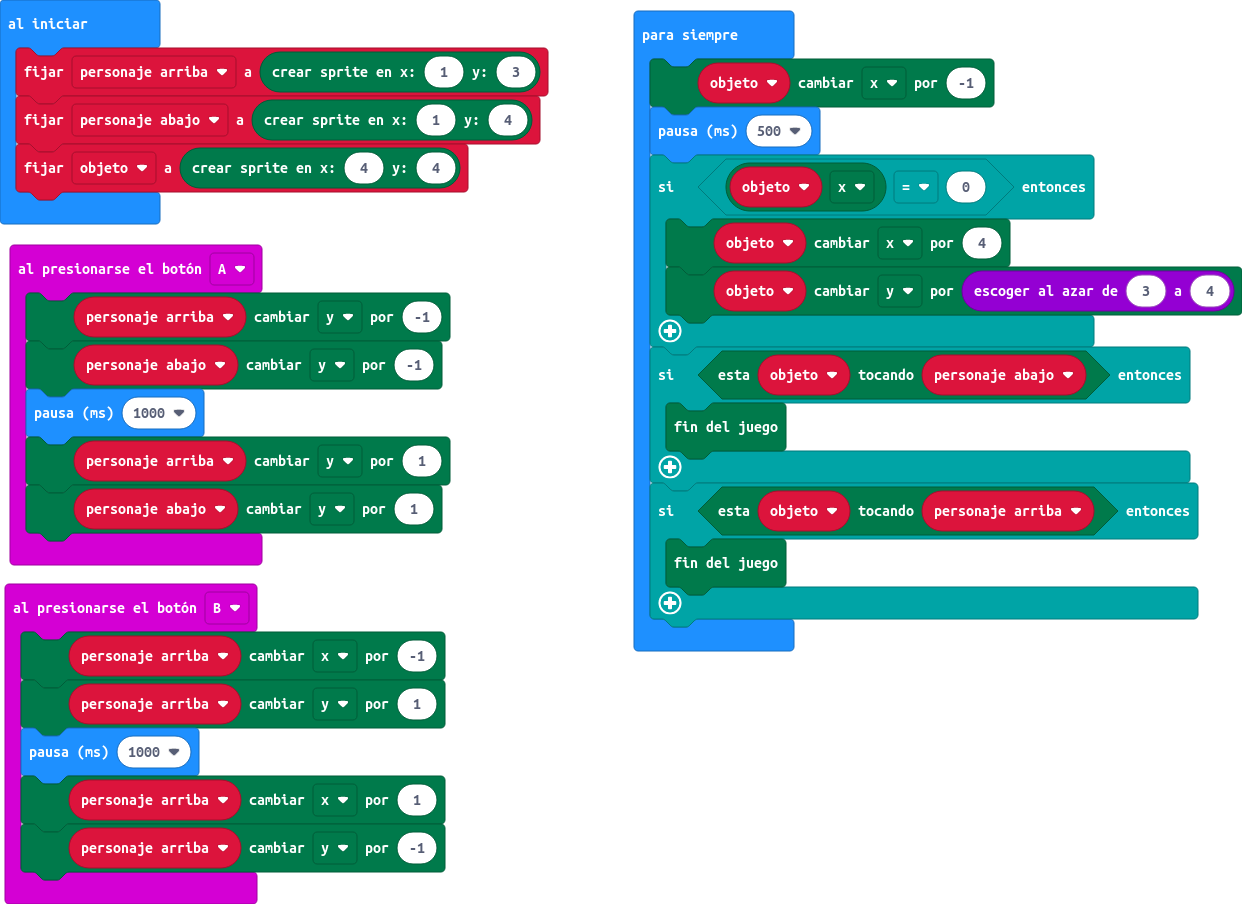 al iniciar
fijar personaje arriba a crear sprite en x: 1 y: 3
fijar personaje abajo a crear sprite en x: 1 y: 4
fijar objeto a crear sprite en x: 4 y: 4
al presionarse el botón A
personaje arriba cambiar y por -1
personaje abajo cambiar y por -1
pausa (ms) 1000
personaje arriba cambiar y por 1
personaje abajo cambiar y por 1
al presionarse el botón B
personaje arriba cambiar x por -1
personaje arriba cambiar y por 1
pausa (ms) 1000
personaje arriba cambiar x por 1
personaje arriba cambiar y por -1
para siempre
objeto cambiar x por -1
pausa (ms) 500
si objeto x = 0 entonces
objeto cambiar x por 4
objeto cambiar y por escoger al azar de 3 a 4
si esta objeto tocando personaje abajo entonces
fin del juego
si esta objeto tocando personaje arriba entonces
fin del juego